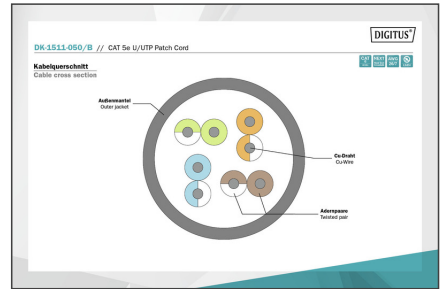 DIGITUS®
DK-1511-050/B // CAT 5e U/UTP Patch Cord
Kabelquerschnitt
Cable cross section
Außenmantel
Outer jacket
Cu-Draht
Cu-Wire
Adernpaare
Twisted pair